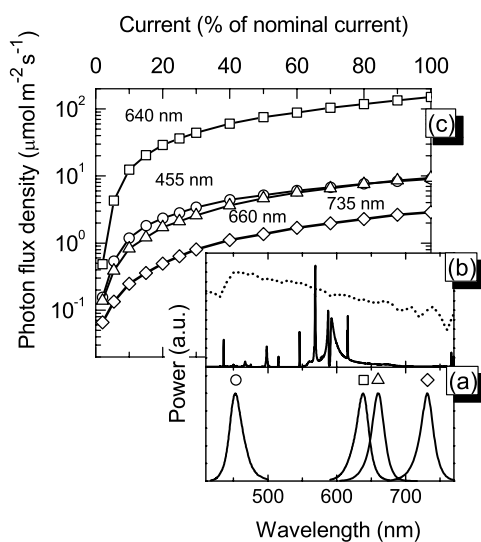 Current (% of nominal current)
0 20 40 60 80 100
Photon flux density (μmol m⁻² s⁻¹)
10²
10¹
10⁰
10⁻¹
640 nm
(c)
455 nm
735 nm
660 nm
(b)
Power (a.u.)
(a)
500 600 700
Wavelength (nm)